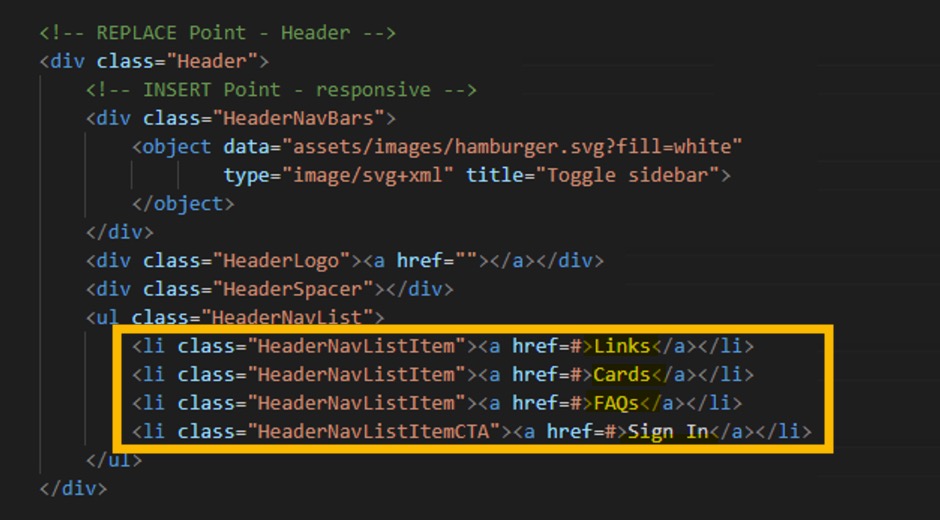 <!-- REPLACE Point - Header -->
<div class="Header">
<!-- INSERT Point - responsive -->
<div class="HeaderNavBars">
<object data="assets/images/hamburger.svg?fill=white"
type="image/svg+xml" title="Toggle sidebar">
</object>
</div>
<div class="HeaderLogo"><a href=""></a></div>
<div class="HeaderSpacer"></div>
<ul class="HeaderNavList">
<li class="HeaderNavListItem"><a href=#>Links</a></li>
<li class="HeaderNavListItem"><a href=#>Cards</a></li>
<li class="HeaderNavListItem"><a href=#>FAQs</a></li>
<li class="HeaderNavListItemCTA"><a href=#>Sign In</a></li>
</ul>
</div>